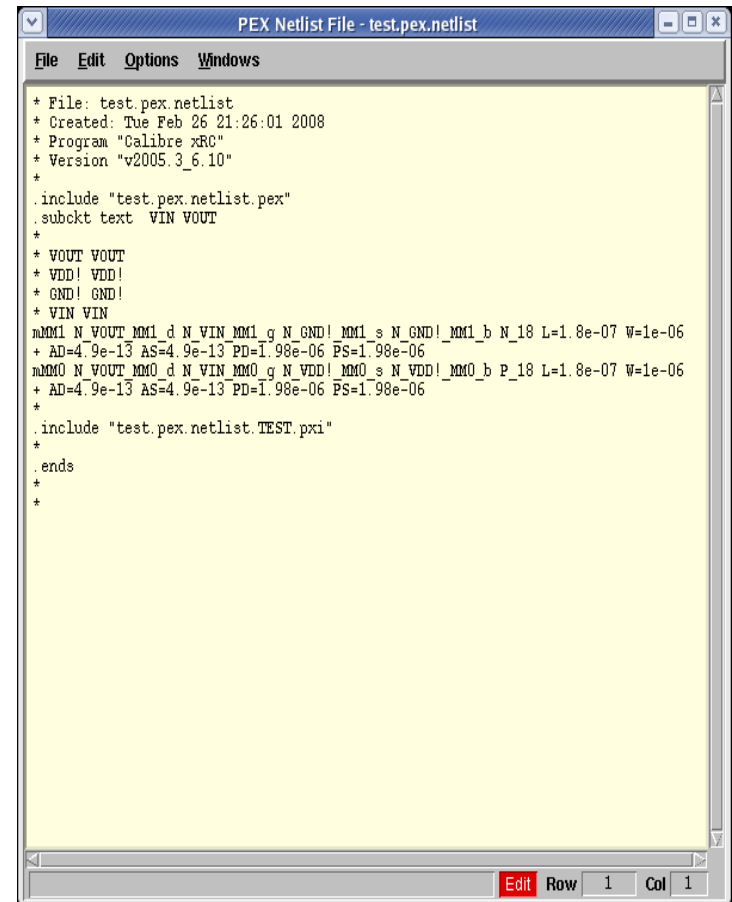 PEX Netlist File - test.pex.netlist
File Edit Options Windows
* File: test.pex.netlist
* Created: Tue Feb 26 21:26:01 2008
* Program "Calibre xRC"
* Version "v2005.3_6.10"
*
.include "test.pex.netlist.pex"
.subckt text  VIN VOUT
*
* VOUT VOUT
* VDD! VDD!
* GND! GND!
* VIN VIN
mMM1 N_VOUT_MM1_d N_VIN_MM1_g N_GND!_MM1_s N_GND!_MM1_b N_18 L=1.8e-07 W=1e-06
+ AD=4.9e-13 AS=4.9e-13 PD=1.98e-06 PS=1.98e-06
mMM0 N_VOUT_MM0_d N_VIN_MM0_g N_VDD!_MM0_s N_VDD!_MM0_b P_18 L=1.8e-07 W=1e-06
+ AD=4.9e-13 AS=4.9e-13 PD=1.98e-06 PS=1.98e-06
*
.include "test.pex.netlist.TEST.pxi"
*
.ends
*
*
Edit Row 1 Col 1